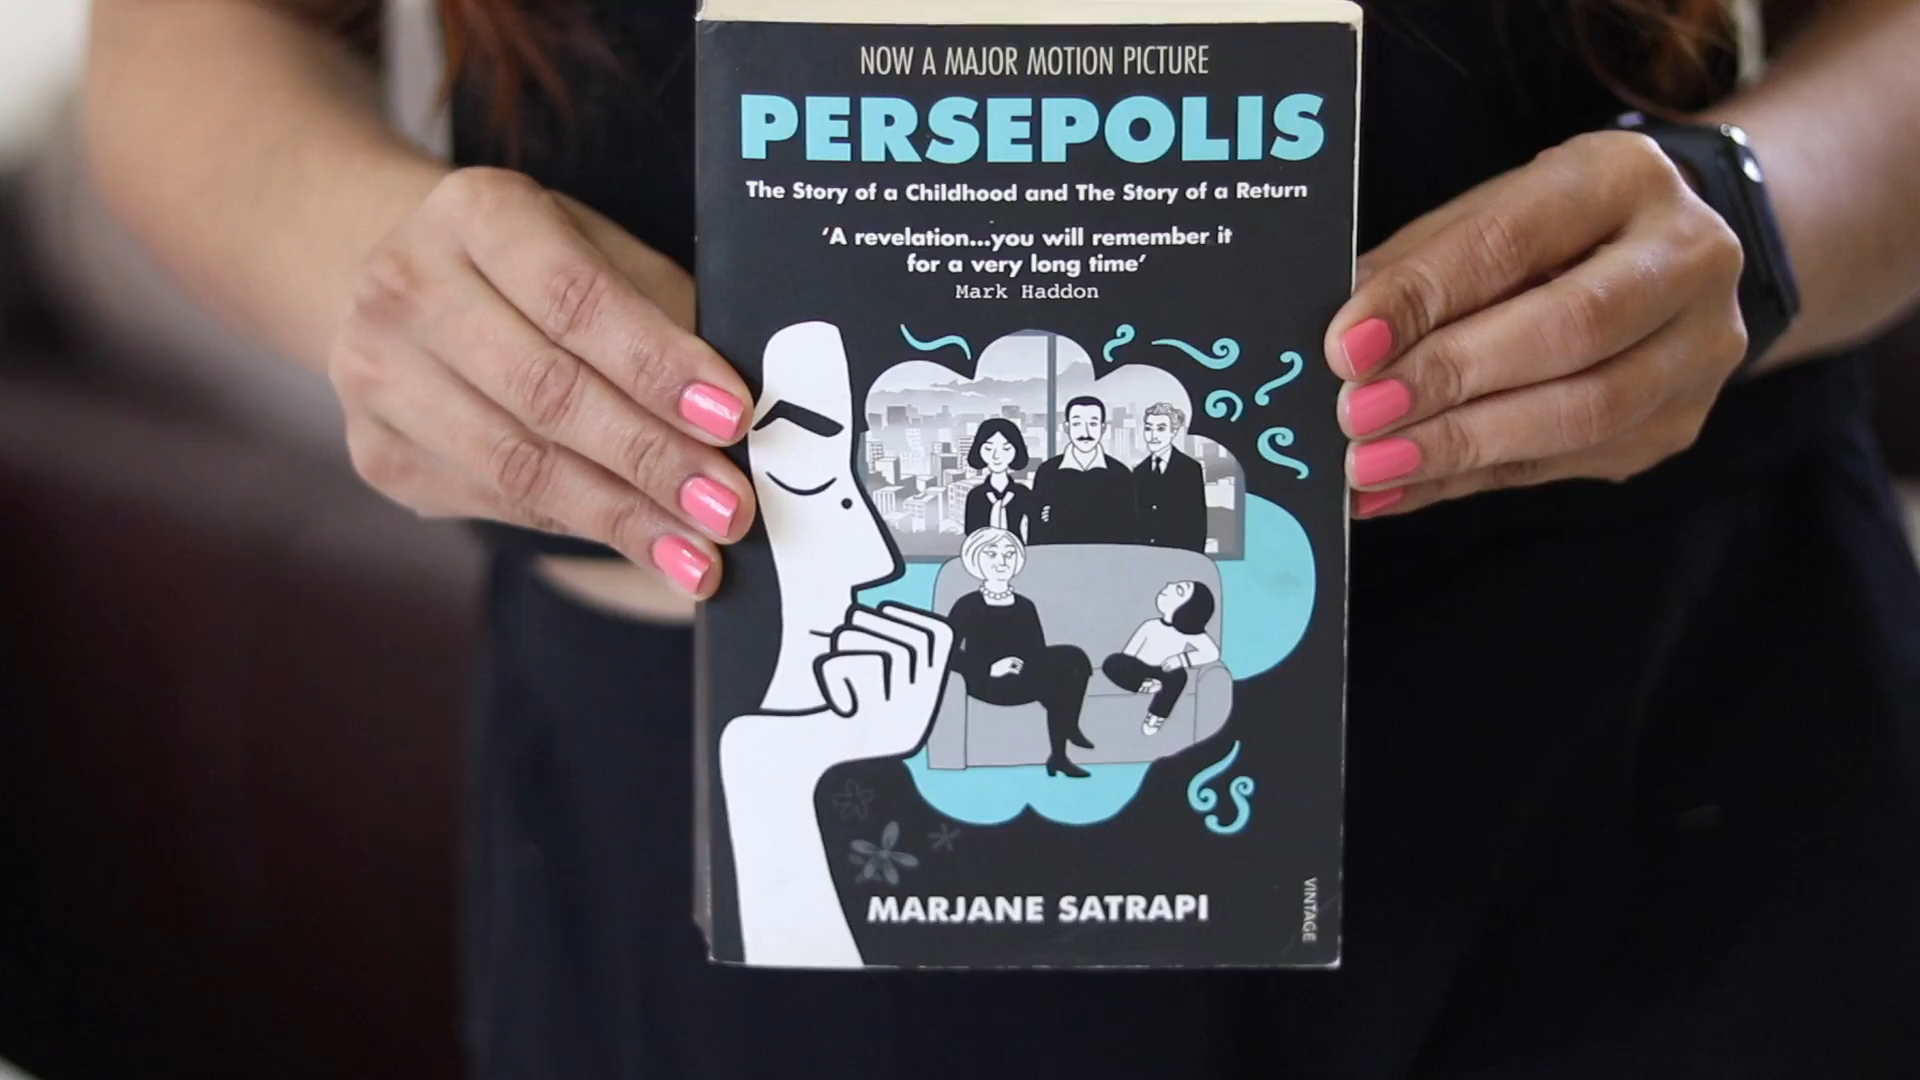 NOW A MAJOR MOTION PICTURE
PERSEPOLIS
The Story of a Childhood and The Story of a Return
‘A revelation...you will remember it
for a very long time’
Mark Haddon
MARJANE SATRAPI
VINTAGE